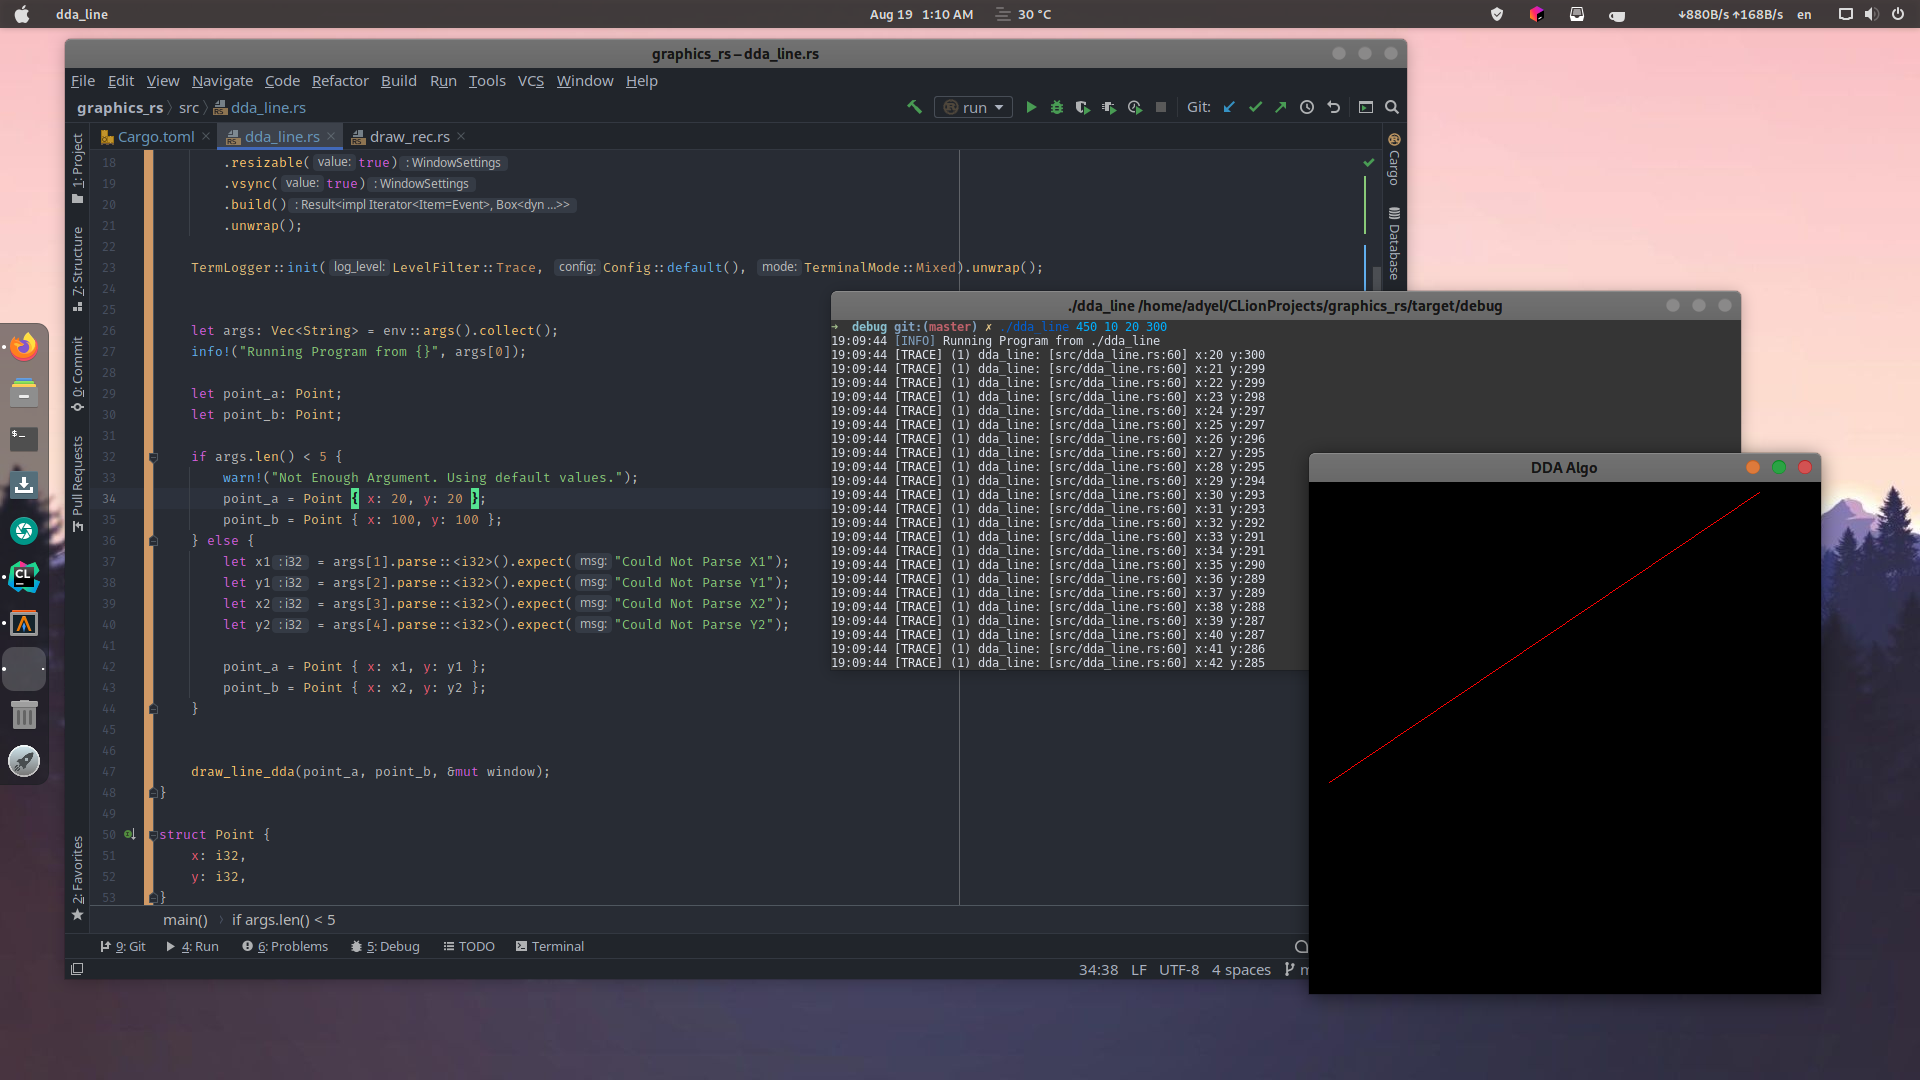 dda_line
Aug 19 1:10 AM
30 °C
↓880B/s ↑168B/s
en
graphics_rs – dda_line.rs
File Edit View Navigate Code Refactor Build Run Tools VCS Window Help
graphics_rs src dda_line.rs
run
Git:
Cargo.toml
dda_line.rs
draw_rec.rs
1: Project
7: Structure
0: Commit
Pull Requests
2: Favorites
Cargo
Database
18 .resizable( value: true) : WindowSettings
19 .vsync( value: true) : WindowSettings
20 .build() : Result<impl Iterator<Item=Event>, Box<dyn ...>>
21 .unwrap();
22
23 TermLogger::init( log_level: LevelFilter::Trace, config: Config::default(), mode: TerminalMode::Mixed).unwrap();
24
25
26 let args: Vec<String> = env::args().collect();
27 info!("Running Program from {}", args[0]);
28
29 let point_a: Point;
30 let point_b: Point;
31
32 if args.len() < 5 {
33 warn!("Not Enough Argument. Using default values.");
34 point_a = Point { x: 20, y: 20 };
35 point_b = Point { x: 100, y: 100 };
36 } else {
37 let x1 : i32 = args[1].parse::<i32>().expect( msg: "Could Not Parse X1");
38 let y1 : i32 = args[2].parse::<i32>().expect( msg: "Could Not Parse Y1");
39 let x2 : i32 = args[3].parse::<i32>().expect( msg: "Could Not Parse X2");
40 let y2 : i32 = args[4].parse::<i32>().expect( msg: "Could Not Parse Y2");
41
42 point_a = Point { x: x1, y: y1 };
43 point_b = Point { x: x2, y: y2 };
44 }
45
46
47 draw_line_dda(point_a, point_b, &mut window);
48 }
49
50 struct Point {
51 x: i32,
52 y: i32,
53 }
main() if args.len() < 5
9: Git 4: Run 6: Problems 5: Debug TODO Terminal
34:38 LF UTF-8 4 spaces m
./dda_line /home/adyel/CLionProjects/graphics_rs/target/debug
→ debug git:(master) ✗ ./dda_line 450 10 20 300
19:09:44 [INFO] Running Program from ./dda_line
19:09:44 [TRACE] (1) dda_line: [src/dda_line.rs:60] x:20 y:300
19:09:44 [TRACE] (1) dda_line: [src/dda_line.rs:60] x:21 y:299
19:09:44 [TRACE] (1) dda_line: [src/dda_line.rs:60] x:22 y:299
19:09:44 [TRACE] (1) dda_line: [src/dda_line.rs:60] x:23 y:298
19:09:44 [TRACE] (1) dda_line: [src/dda_line.rs:60] x:24 y:297
19:09:44 [TRACE] (1) dda_line: [src/dda_line.rs:60] x:25 y:297
19:09:44 [TRACE] (1) dda_line: [src/dda_line.rs:60] x:26 y:296
19:09:44 [TRACE] (1) dda_line: [src/dda_line.rs:60] x:27 y:295
19:09:44 [TRACE] (1) dda_line: [src/dda_line.rs:60] x:28 y:295
19:09:44 [TRACE] (1) dda_line: [src/dda_line.rs:60] x:29 y:294
19:09:44 [TRACE] (1) dda_line: [src/dda_line.rs:60] x:30 y:293
19:09:44 [TRACE] (1) dda_line: [src/dda_line.rs:60] x:31 y:293
19:09:44 [TRACE] (1) dda_line: [src/dda_line.rs:60] x:32 y:292
19:09:44 [TRACE] (1) dda_line: [src/dda_line.rs:60] x:33 y:291
19:09:44 [TRACE] (1) dda_line: [src/dda_line.rs:60] x:34 y:291
19:09:44 [TRACE] (1) dda_line: [src/dda_line.rs:60] x:35 y:290
19:09:44 [TRACE] (1) dda_line: [src/dda_line.rs:60] x:36 y:289
19:09:44 [TRACE] (1) dda_line: [src/dda_line.rs:60] x:37 y:289
19:09:44 [TRACE] (1) dda_line: [src/dda_line.rs:60] x:38 y:288
19:09:44 [TRACE] (1) dda_line: [src/dda_line.rs:60] x:39 y:287
19:09:44 [TRACE] (1) dda_line: [src/dda_line.rs:60] x:40 y:287
19:09:44 [TRACE] (1) dda_line: [src/dda_line.rs:60] x:41 y:286
19:09:44 [TRACE] (1) dda_line: [src/dda_line.rs:60] x:42 y:285
DDA Algo
CL